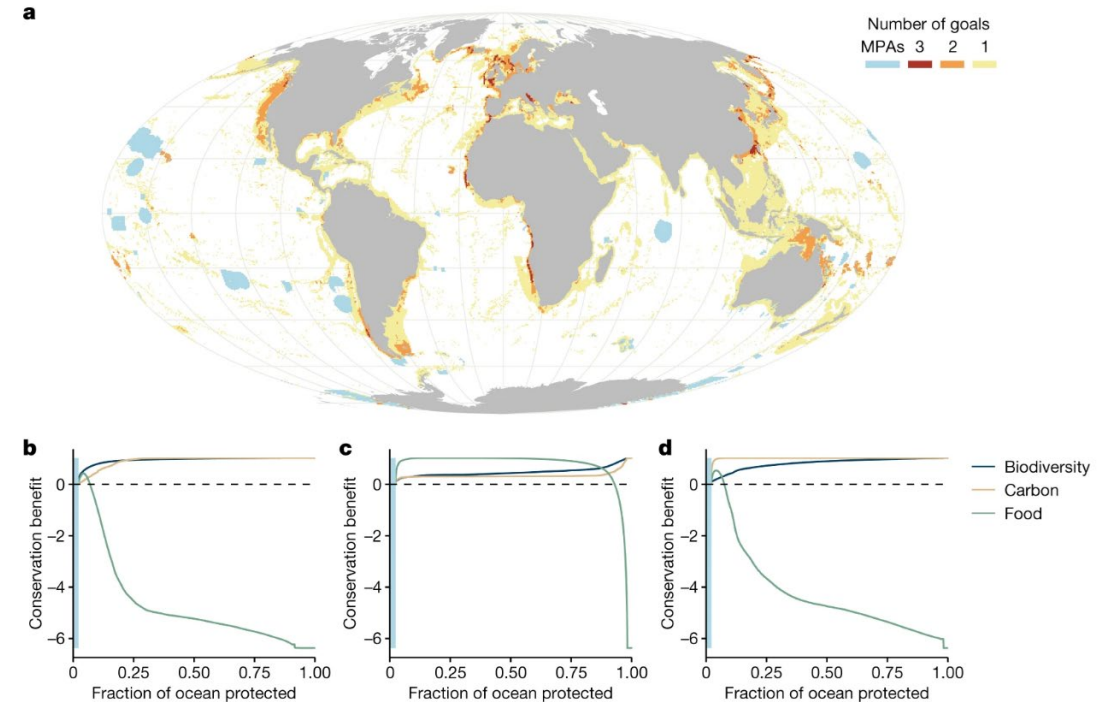 a
Number of goals
MPAs 3 2 1
b
c
d
Conservation benefit
0
−2
−4
−6
0 0.25 0.50 0.75 1.00
Fraction of ocean protected
Conservation benefit
0
−2
−4
−6
0 0.25 0.50 0.75 1.00
Fraction of ocean protected
Conservation benefit
0
−2
−4
−6
0 0.25 0.50 0.75 1.00
Fraction of ocean protected
Biodiversity
Carbon
Food